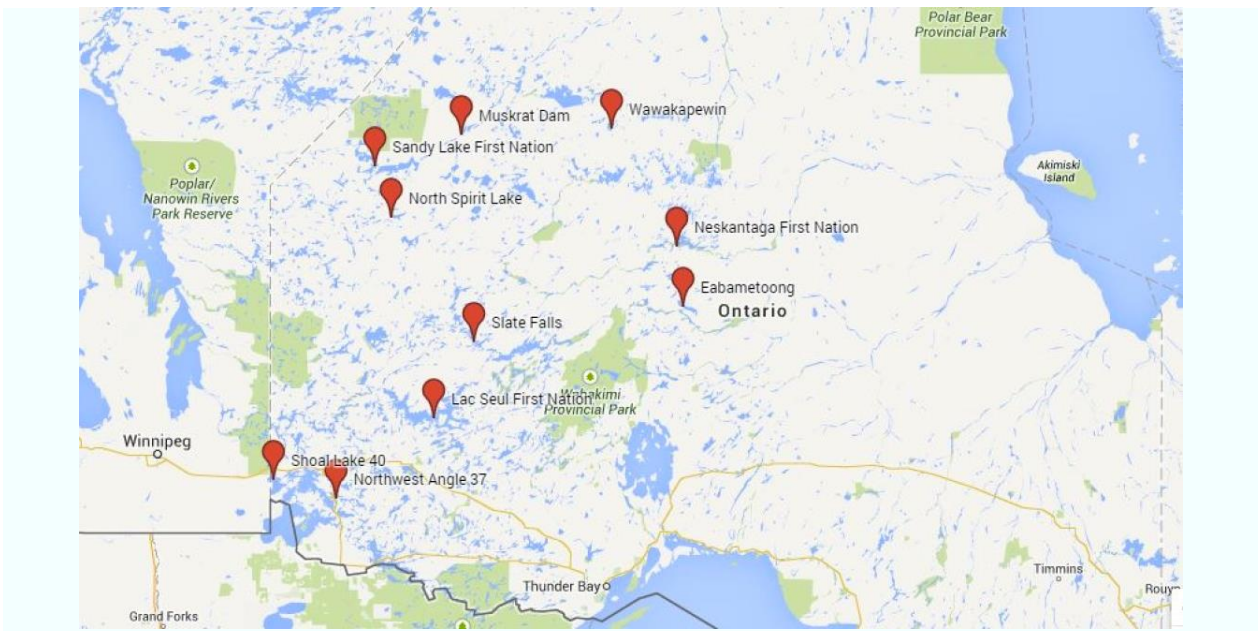 Polar Bear
Provincial Park
Muskrat Dam
Wawakapewin
Sandy Lake First Nation
Akimiski
Island
Poplar/
Nanowin Rivers
Park Reserve
North Spirit Lake
Neskantaga First Nation
Eabametoong
Ontario
Slate Falls
Lac Seul First Nation
Wabakimi
Provincial Park
Winnipeg
Shoal Lake 40
Northwest Angle 37
Timmins
Thunder Bay
Rouyn
Grand Forks